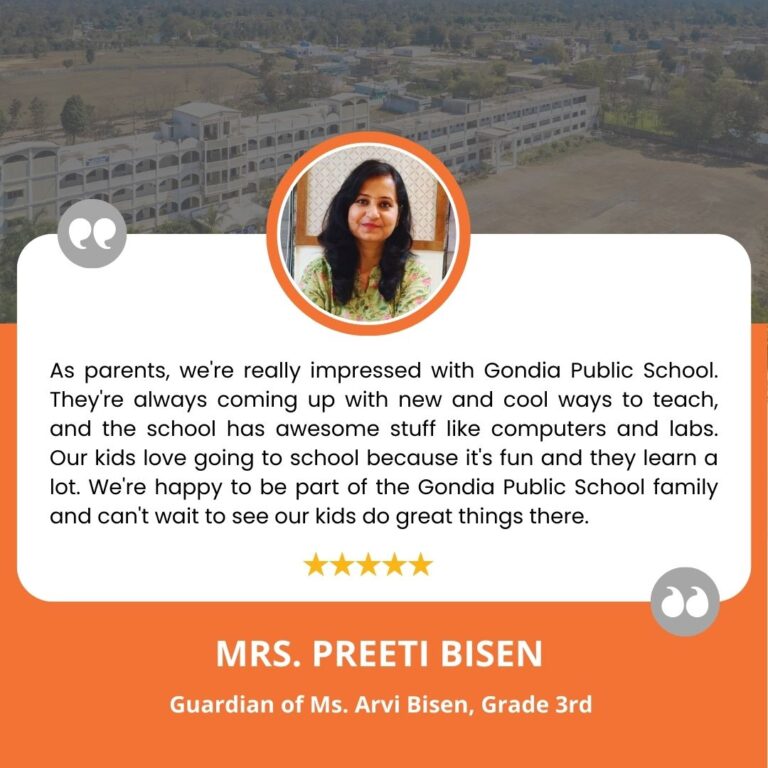 As parents, we're really impressed with Gondia Public School.
They're always coming up with new and cool ways to teach,
and the school has awesome stuff like computers and labs.
Our kids love going to school because it's fun and they learn a
lot. We're happy to be part of the Gondia Public School family
and can't wait to see our kids do great things there.
MRS. PREETI BISEN
Guardian of Ms. Arvi Bisen, Grade 3rd